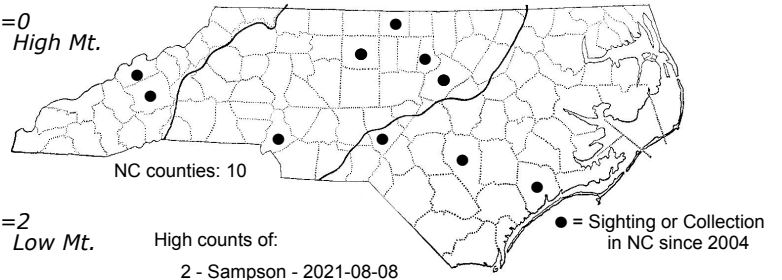 =0
High Mt.
NC counties: 10
=2
Low Mt.
High counts of:
2 - Sampson - 2021-08-08
● = Sighting or Collection
in NC since 2004